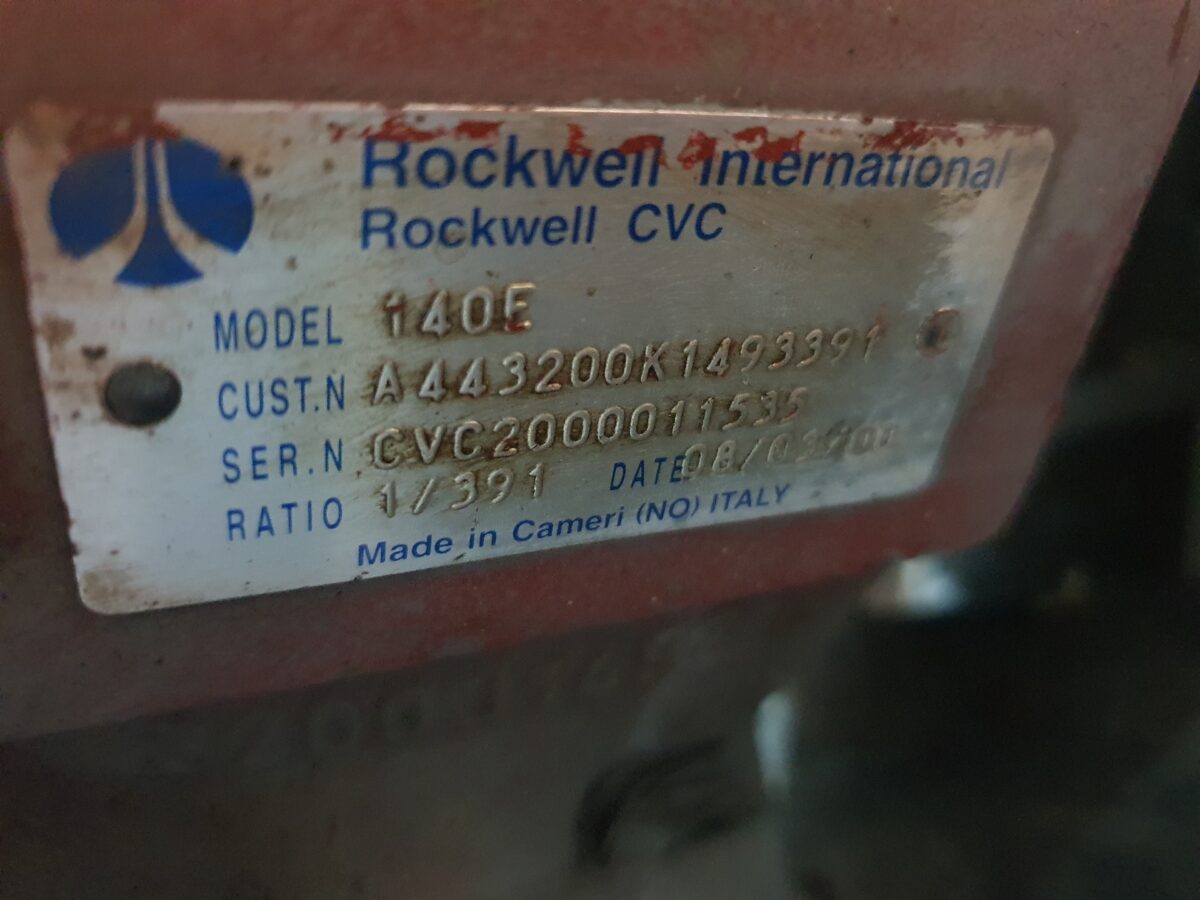 Rockwell International
Rockwell CVC
MODEL 140E
CUST.N A443200K1493391
SER.N CVC2000011535
RATIO 1/391 DATE
Made in Cameri (NO) ITALY